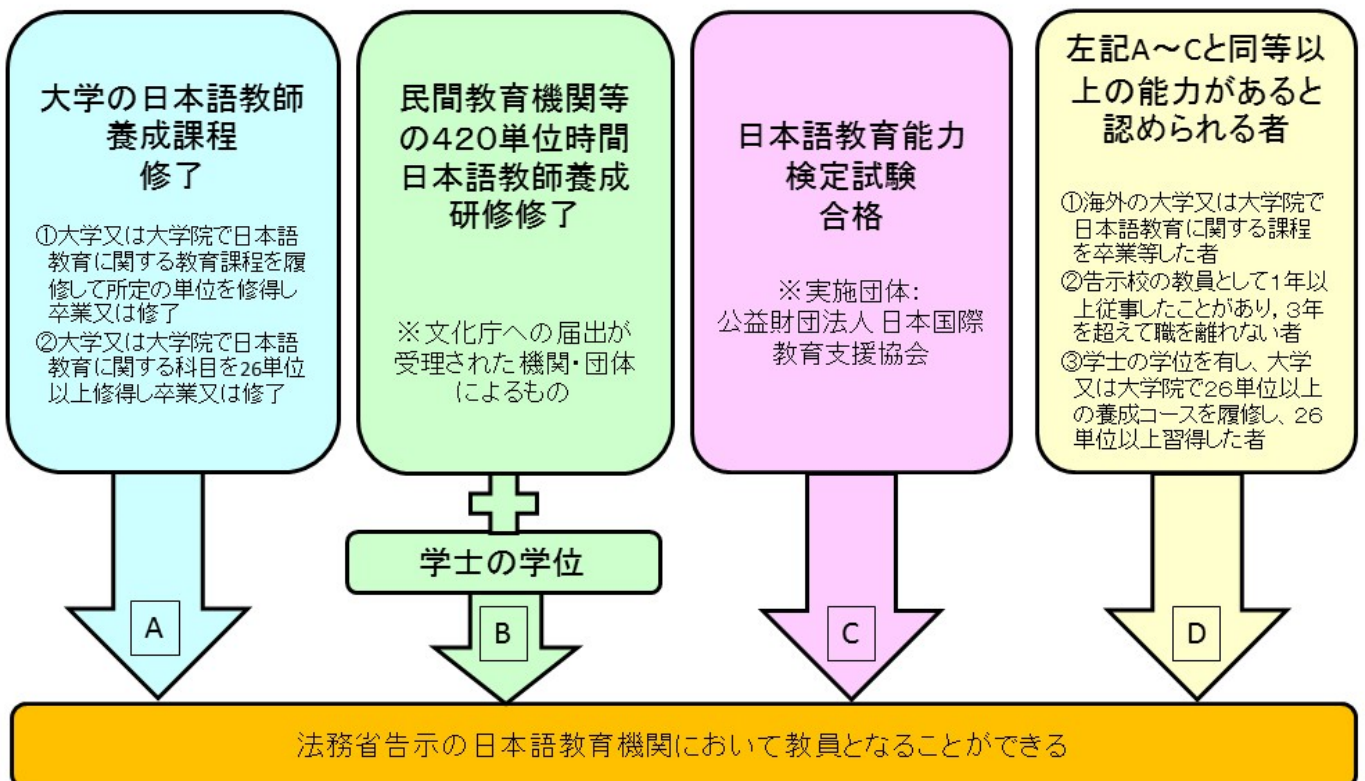 大学の日本語教師
養成課程
修了
①大学又は大学院で日本語
教育に関する教育課程を履
修して所定の単位を修得し
卒業又は修了
②大学又は大学院で日本語
教育に関する科目を26単位
以上修得し卒業又は修了
A
民間教育機関等
の420単位時間
日本語教師養成
研修修了
※文化庁への届出が
受理された機関・団体
によるもの
学士の学位
B
日本語教育能力
検定試験
合格
※実施団体:
公益財団法人 日本国際
教育支援協会
C
左記A～Cと同等以
上の能力があると
認められる者
①海外の大学又は大学院で
日本語教育に関する課程
を卒業等した者
②告示校の教員として1年以
上従事したことがあり，3年
を超えて職を離れない者
③学士の学位を有し、大学
又は大学院で26単位以上
の養成コースを履修し、26
単位以上習得した者
D
法務省告示の日本語教育機関において教員となることができる